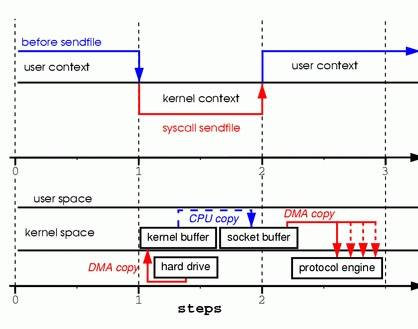 before sendfile
user context
user context
kernel context
syscall sendfile
0
1
2
3
user space
CPU copy
DMA copy
kernel space
kernel buffer
socket buffer
DMA copy
hard drive
protocol engine
0
1
2
3
steps